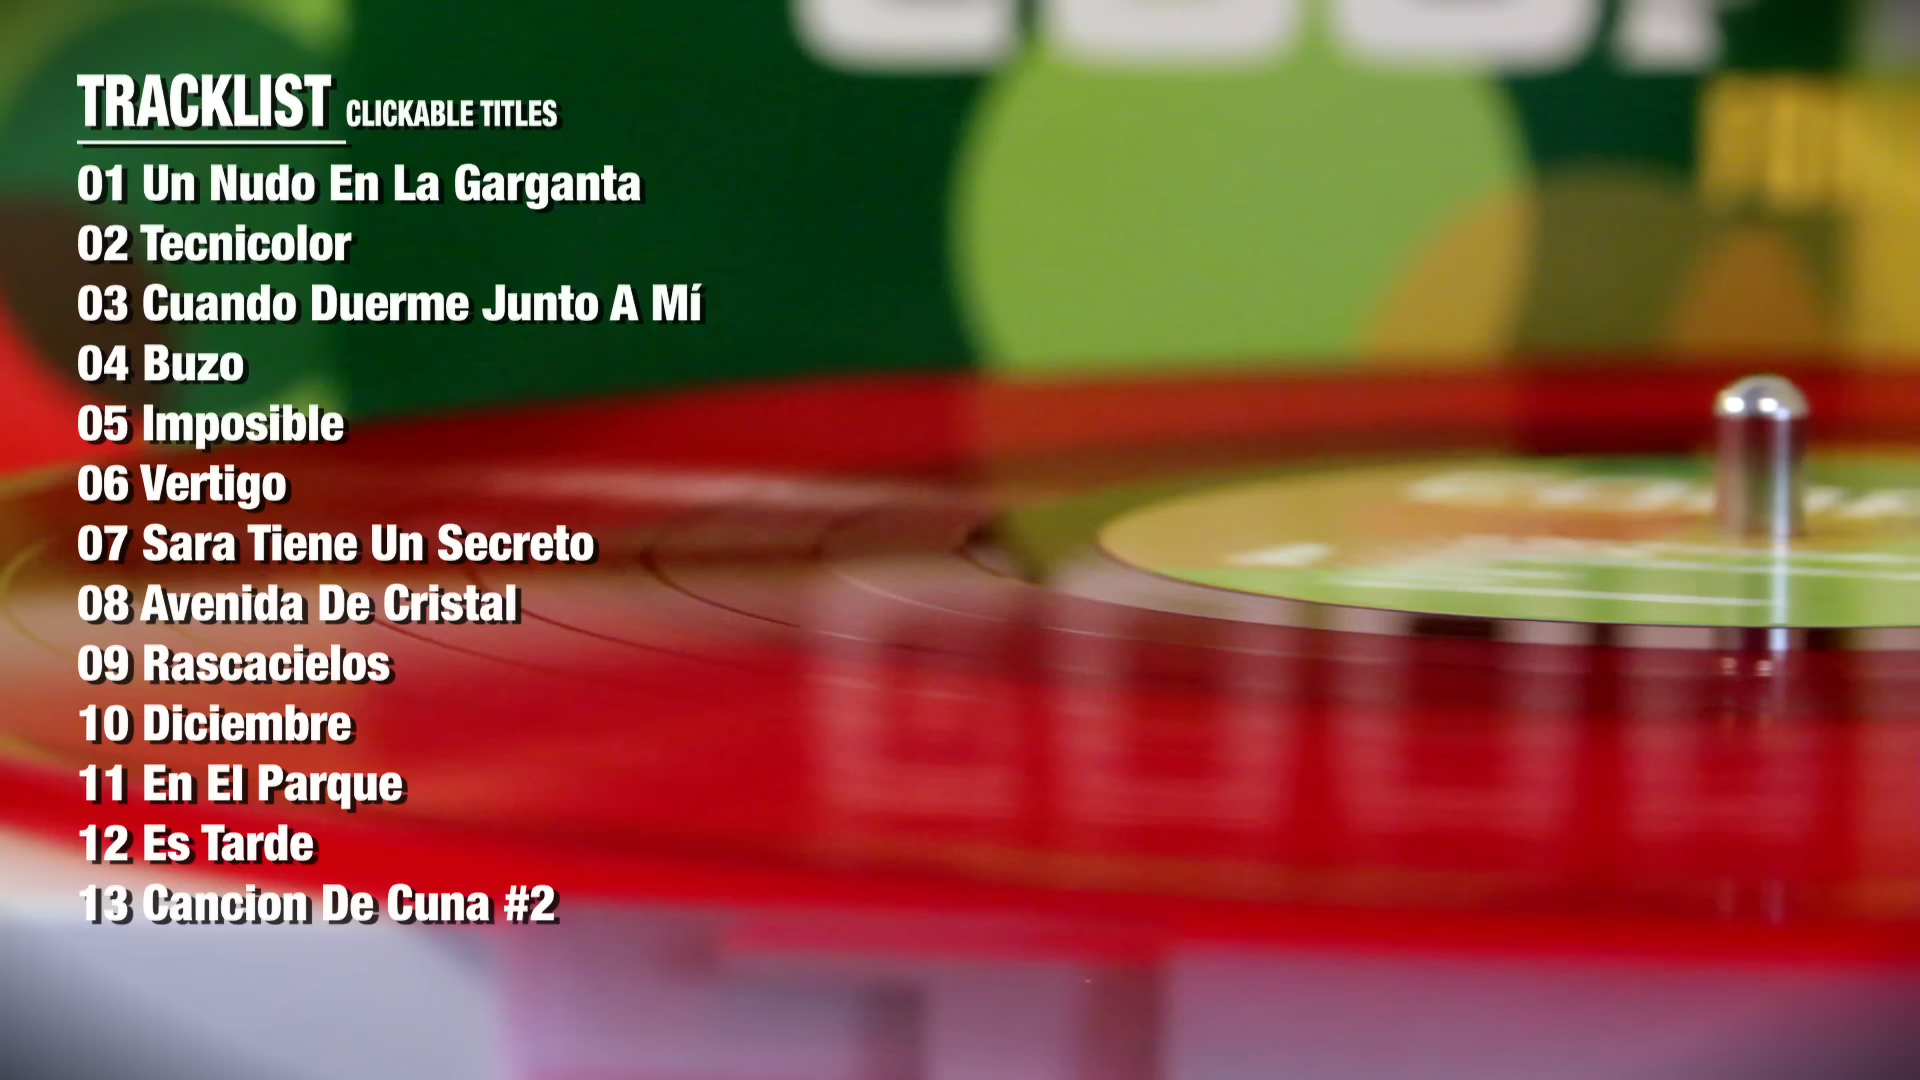 TRACKLIST CLICKABLE TITLES
01 Un Nudo En La Garganta
02 Tecnicolor
03 Cuando Duerme Junto A Mí
04 Buzo
05 Imposible
06 Vertigo
07 Sara Tiene Un Secreto
08 Avenida De Cristal
09 Rascacielos
10 Diciembre
11 En El Parque
12 Es Tarde
13 Cancion De Cuna #2